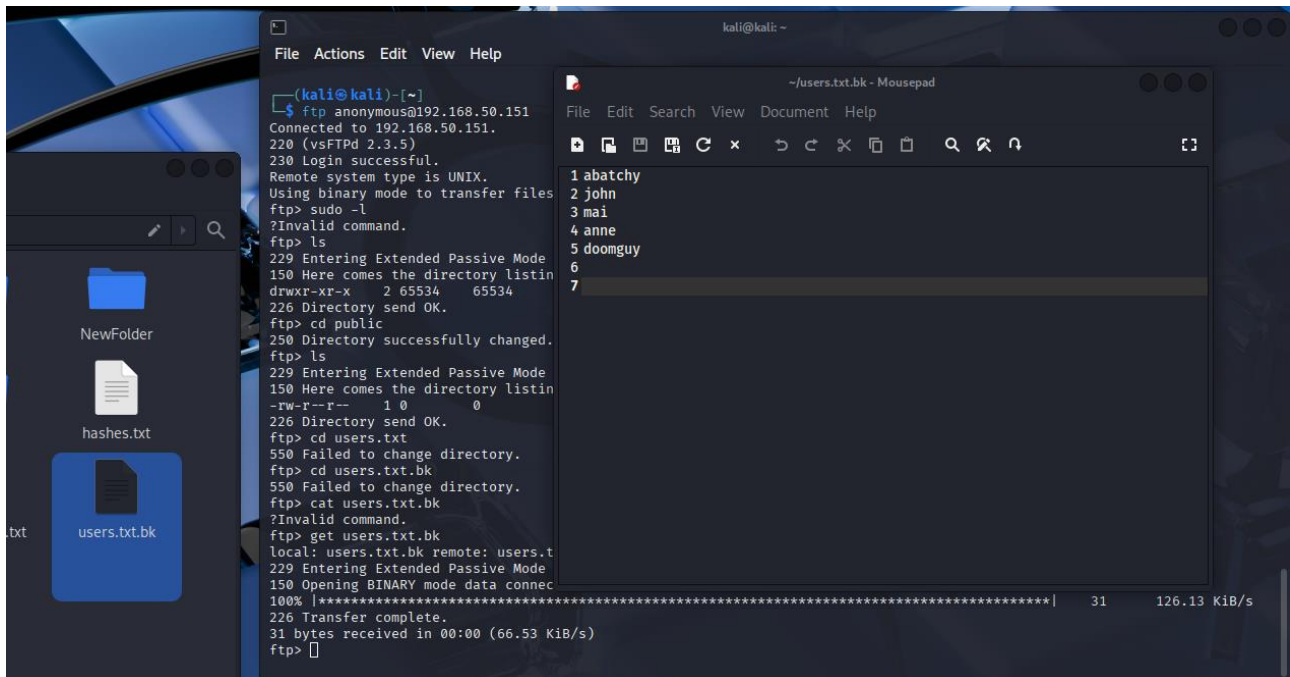 kali@kali: ~
File Actions Edit View Help
(kali㉿kali)-[~]
$ ftp anonymous@192.168.50.151
Connected to 192.168.50.151.
220 (vsFTPd 2.3.5)
230 Login successful.
Remote system type is UNIX.
Using binary mode to transfer files
ftp> sudo -l
?Invalid command.
ftp> ls
229 Entering Extended Passive Mode
150 Here comes the directory listin
drwxr-xr-x 2 65534 65534
226 Directory send OK.
ftp> cd public
250 Directory successfully changed.
ftp> ls
229 Entering Extended Passive Mode
150 Here comes the directory listin
-rw-r--r-- 1 0 0
226 Directory send OK.
ftp> cd users.txt
550 Failed to change directory.
ftp> cd users.txt.bk
550 Failed to change directory.
ftp> cat users.txt.bk
?Invalid command.
ftp> get users.txt.bk
local: users.txt.bk remote: users.t
229 Entering Extended Passive Mode
150 Opening BINARY mode data connec
100% |***********************************************************************************| 31 126.13 KiB/s
226 Transfer complete.
31 bytes received in 00:00 (66.53 KiB/s)
ftp>
~/users.txt.bk - Mousepad
File Edit Search View Document Help
1 abatchy
2 john
3 mai
4 anne
5 doomguy
6
7
NewFolder
hashes.txt
.txt
users.txt.bk